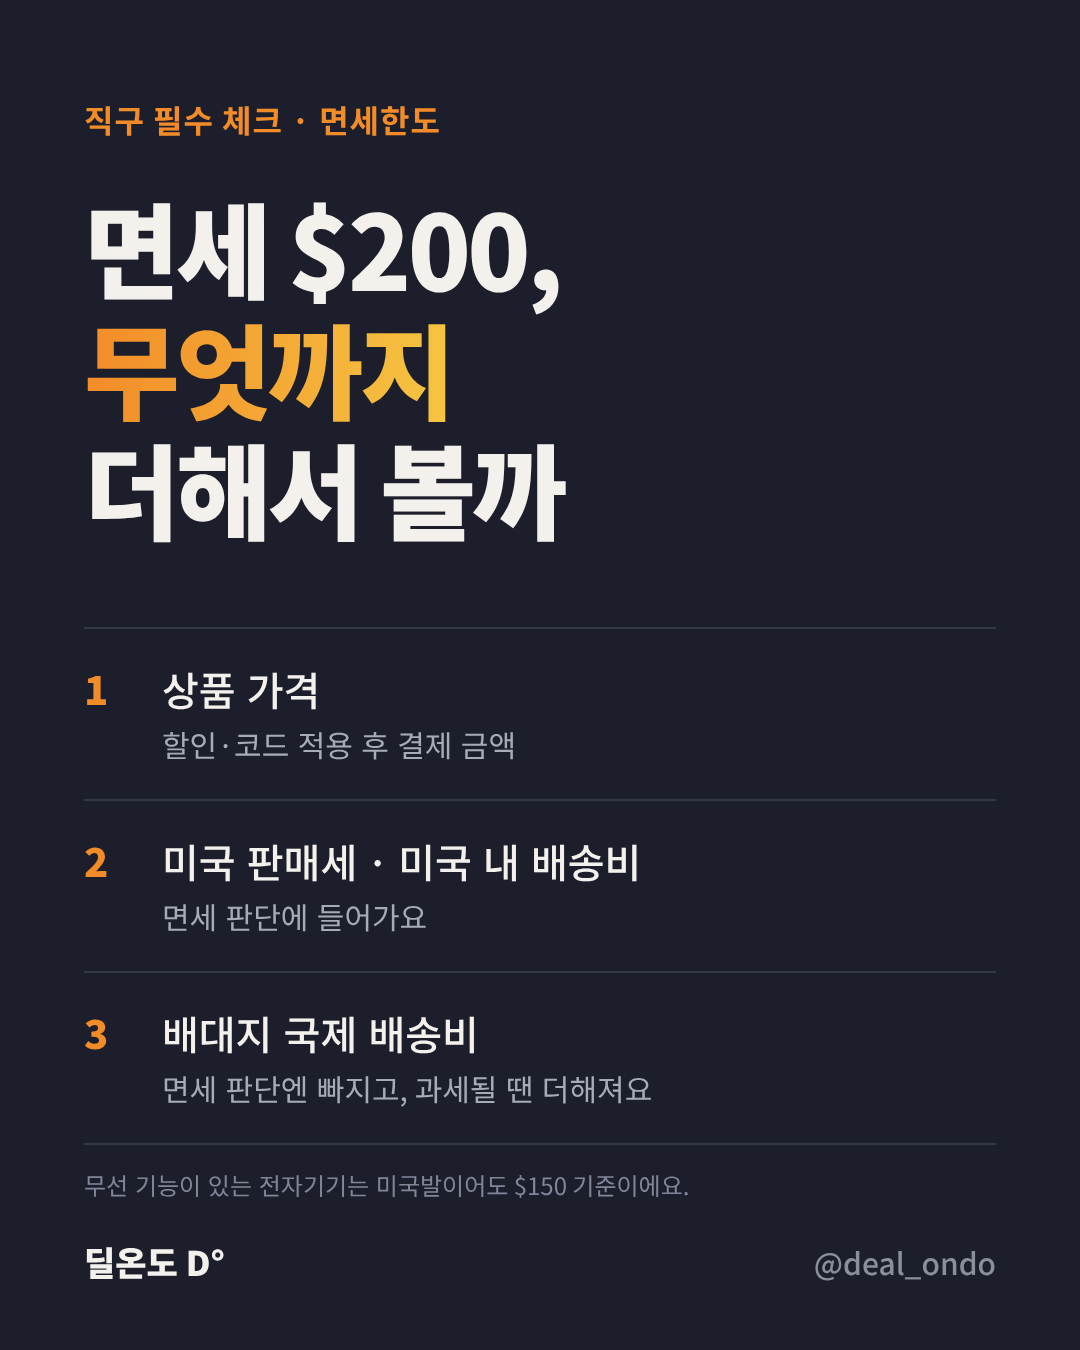 직구 필수 체크 · 면세한도
면세 $200,
무엇까지
더해서 볼까
1 상품 가격
할인·코드 적용 후 결제 금액
2 미국 판매세 · 미국 내 배송비
면세 판단에 들어가요
3 배대지 국제 배송비
면세 판단엔 빠지고, 과세될 땐 더해져요
무선 기능이 있는 전자기기는 미국발이어도 $150 기준이에요.
딜온도 D°
@deal_ondo